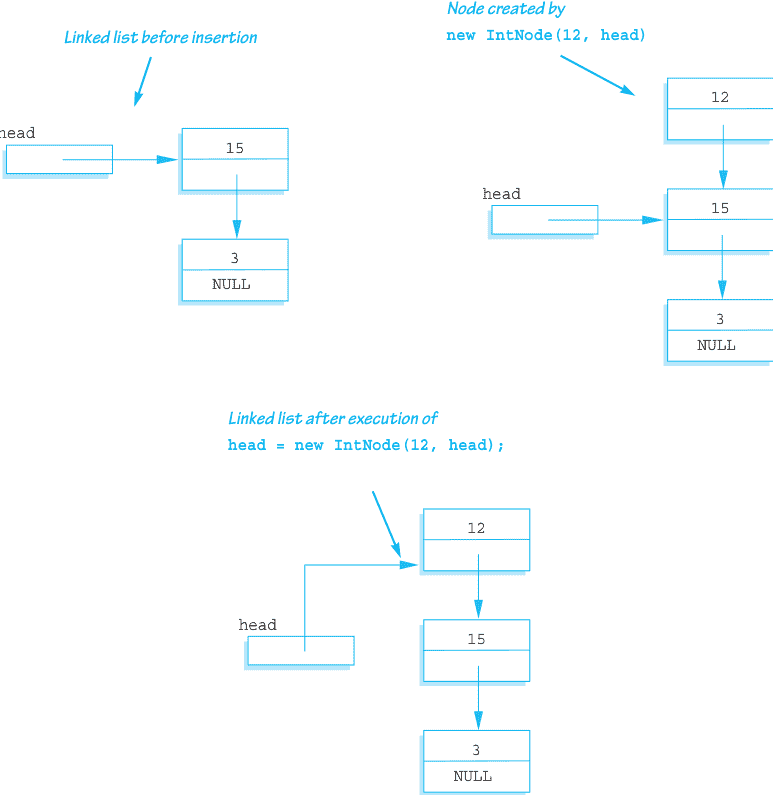 Linked list before insertion
head
15
3
NULL
Node created by
new IntNode(12, head)
12
head
15
3
NULL
Linked list after execution of
head = new IntNode(12, head);
12
head
15
3
NULL